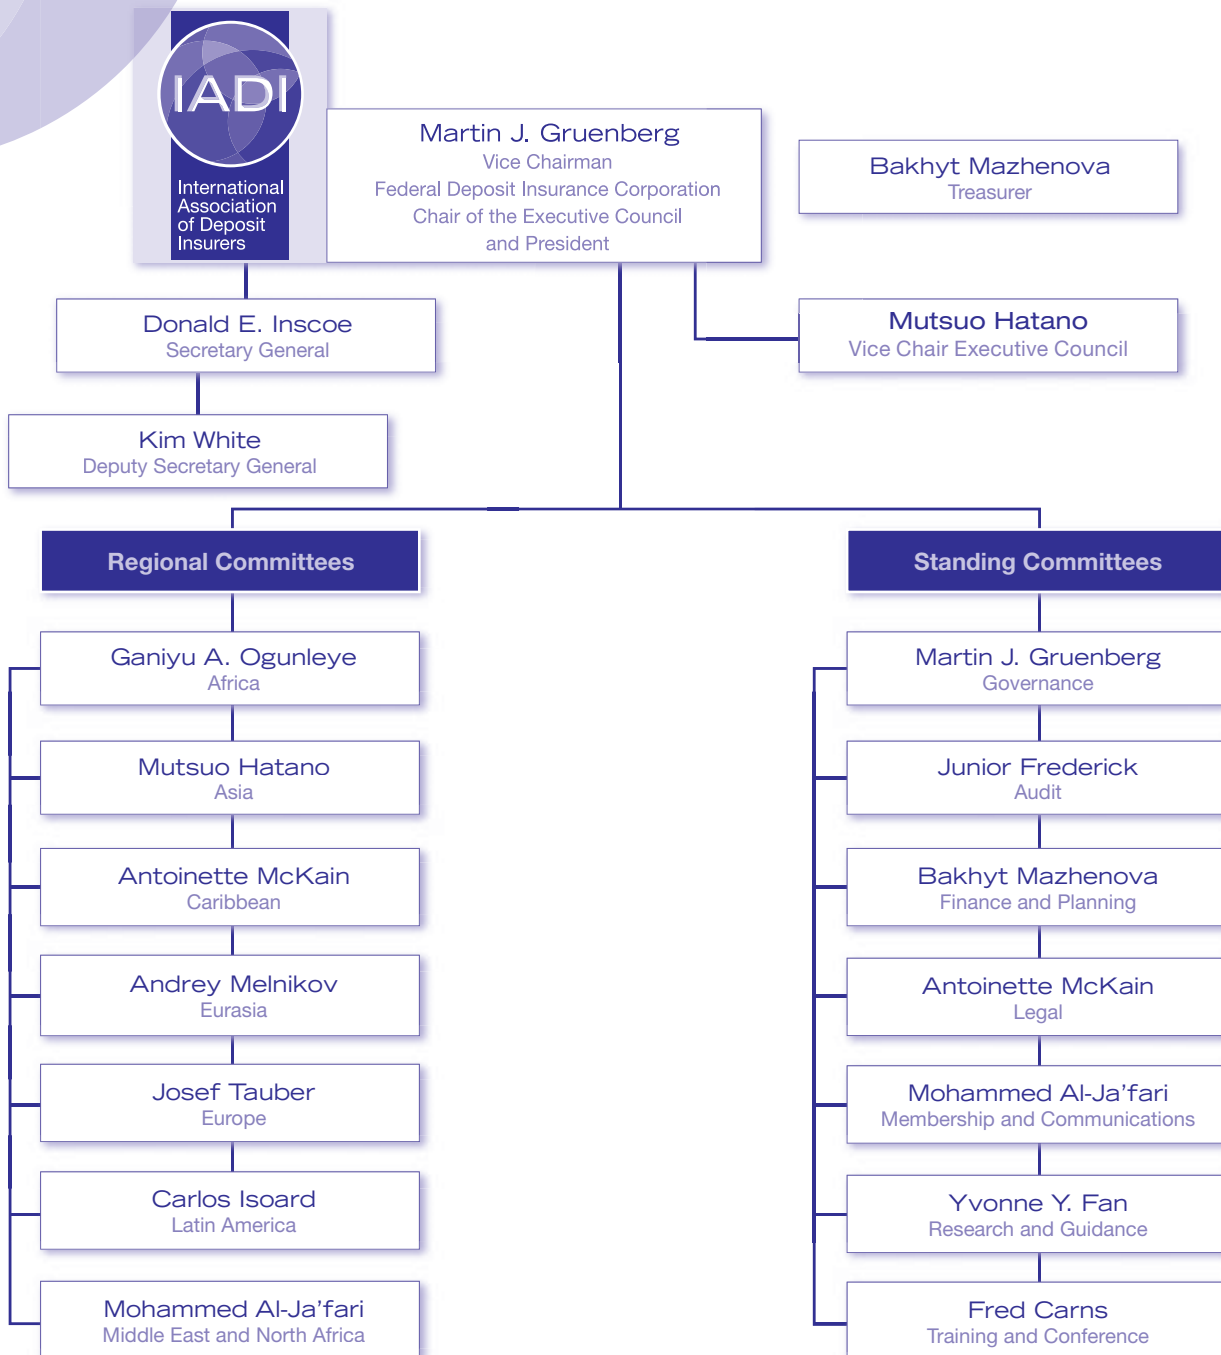 IADI
International
Association
of Deposit
Insurers
Martin J. Gruenberg
Vice Chairman
Federal Deposit Insurance Corporation
Chair of the Executive Council
and President
Bakhyt Mazhenova
Treasurer
Donald E. Inscoe
Secretary General
Mutsuo Hatano
Vice Chair Executive Council
Kim White
Deputy Secretary General
Regional Committees
Ganiyu A. Ogunleye
Africa
Mutsuo Hatano
Asia
Antoinette McKain
Caribbean
Andrey Melnikov
Eurasia
Josef Tauber
Europe
Carlos Isoard
Latin America
Mohammed Al-Ja’fari
Middle East and North Africa
Standing Committees
Martin J. Gruenberg
Governance
Junior Frederick
Audit
Bakhyt Mazhenova
Finance and Planning
Antoinette McKain
Legal
Mohammed Al-Ja’fari
Membership and Communications
Yvonne Y. Fan
Research and Guidance
Fred Carns
Training and Conference